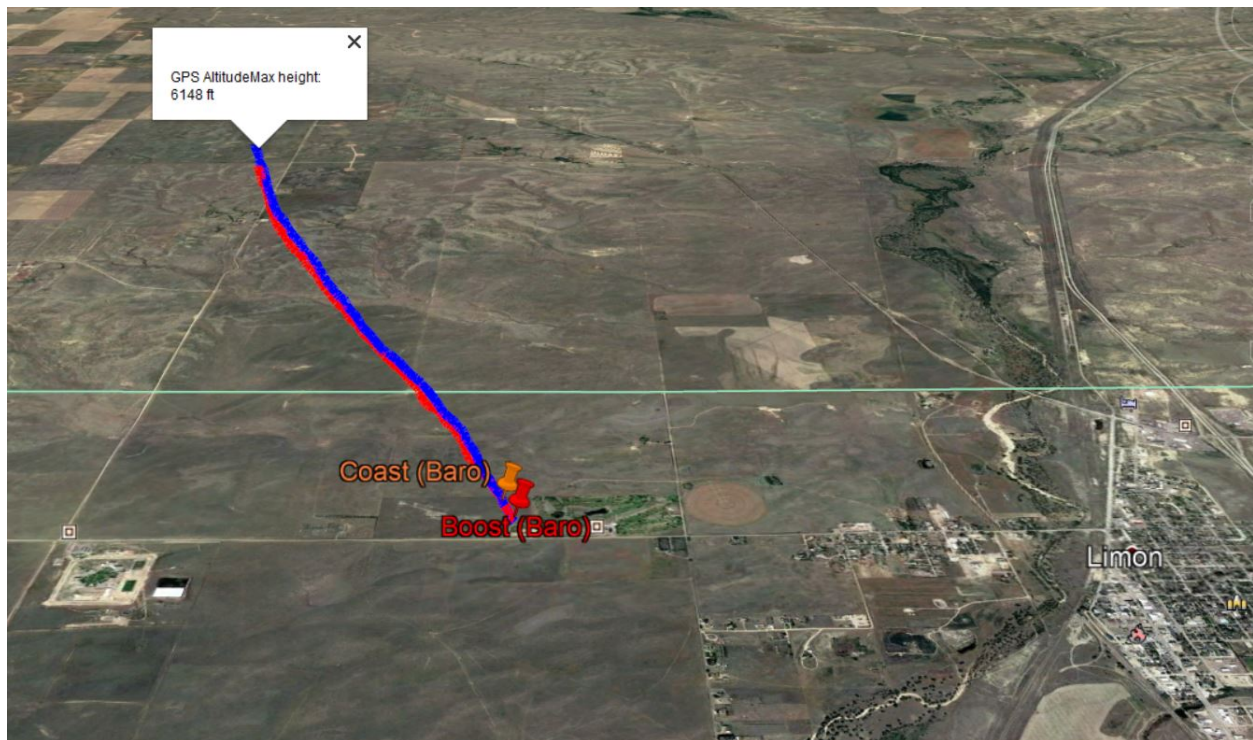 GPS AltitudeMax height:
6148 ft
Coast (Baro)
Boost (Baro)
Limon